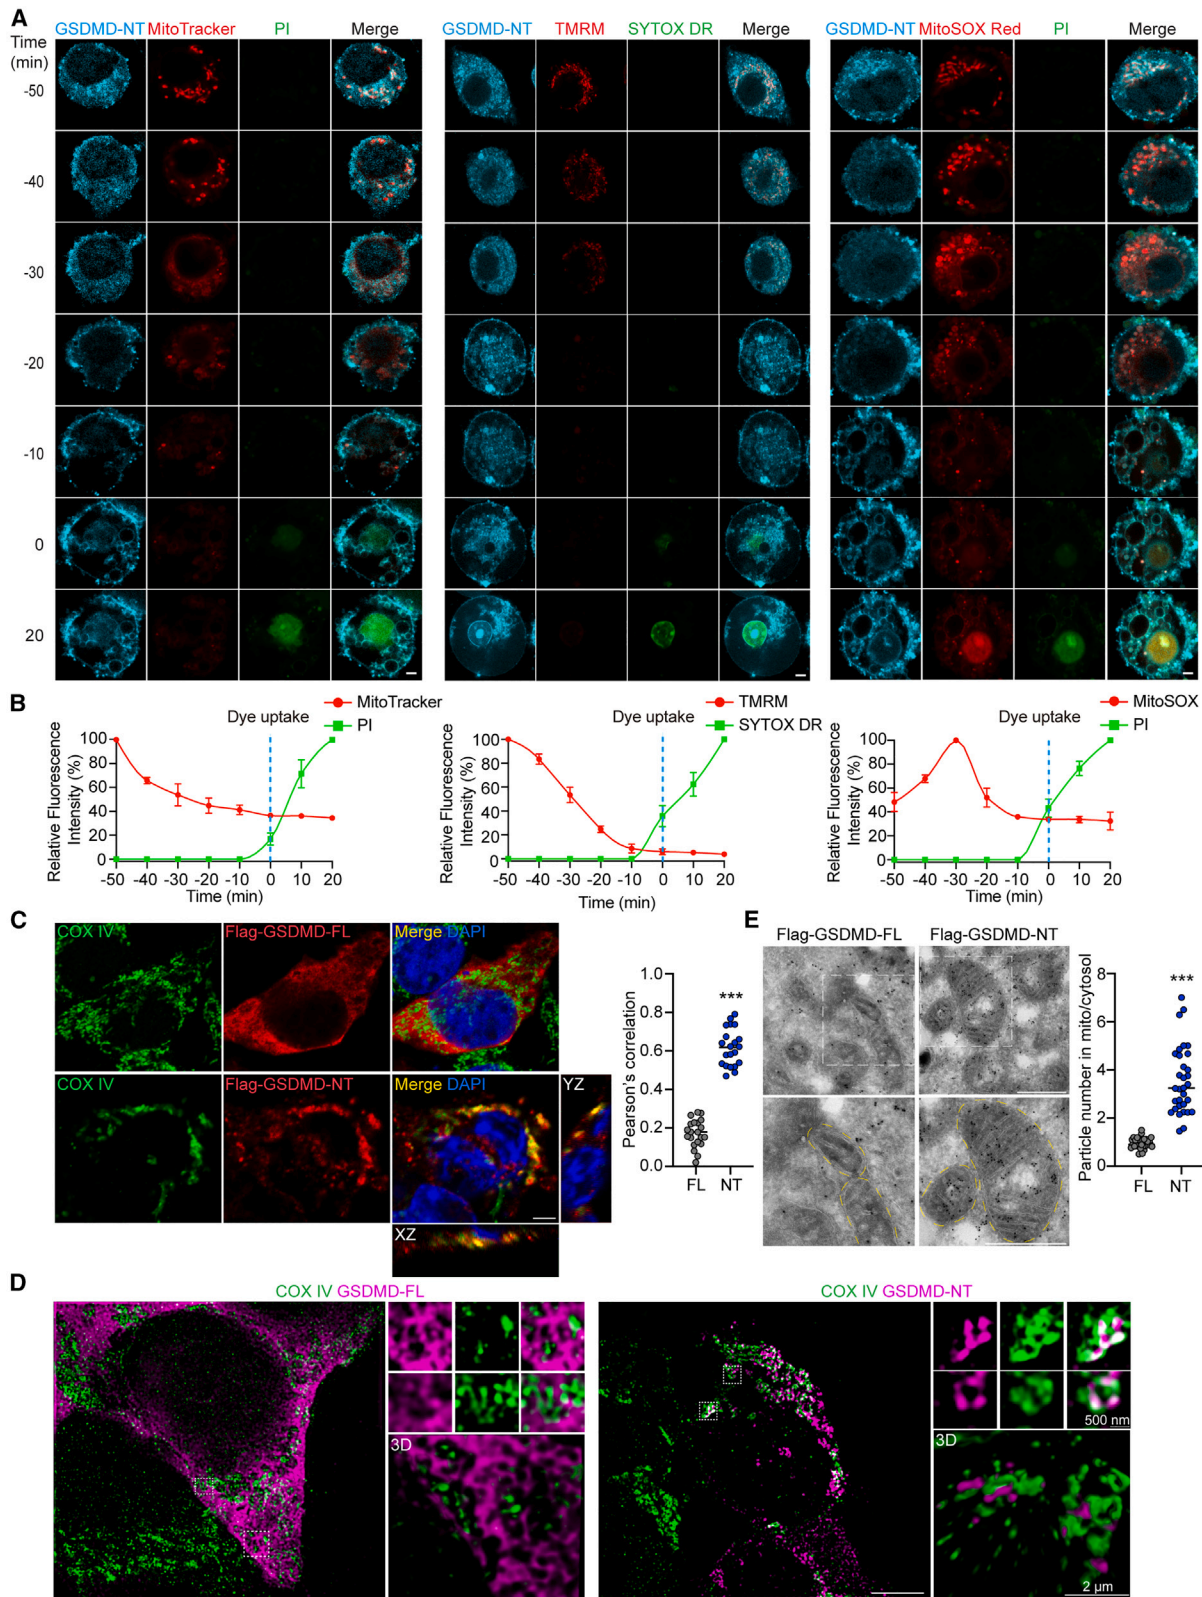 A
Time
(min)
GSDMD-NT MitoTracker PI Merge
GSDMD-NT TMRM SYTOX DR Merge
GSDMD-NT MitoSOX Red PI Merge
-50
-40
-30
-20
-10
0
20
B
Relative Fluorescence
Intensity (%)
100
80
60
40
20
0
Dye uptake
MitoTracker
PI
-50 -40 -30 -20 -10 0 10 20
Time (min)
Relative Fluorescence
Intensity (%)
100
80
60
40
20
0
Dye uptake
TMRM
SYTOX DR
-50 -40 -30 -20 -10 0 10 20
Time (min)
Relative Fluorescence
Intensity (%)
100
80
60
40
20
0
Dye uptake
MitoSOX
PI
-50 -40 -30 -20 -10 0 10 20
Time (min)
C
COX IV Flag-GSDMD-FL Merge DAPI
COX IV Flag-GSDMD-NT Merge DAPI YZ
XZ
Pearson's correlation
1.0
0.8
0.6
0.4
0.2
0.0
***
FL NT
E
Flag-GSDMD-FL Flag-GSDMD-NT
Particle number in mito/cytosol
8
6
4
2
0
***
FL NT
D
COX IV GSDMD-FL
3D
COX IV GSDMD-NT
500 nm
3D
2 μm